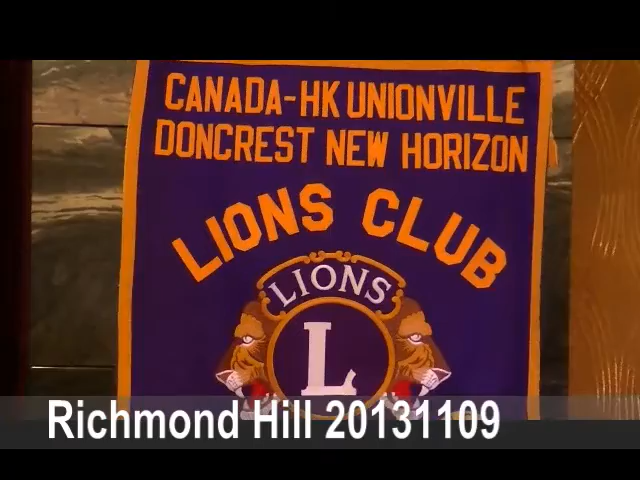 CANADA-HK UNIONVILLE
DONCREST NEW HORIZON
LIONS CLUB
LIONS
L
Richmond Hill 20131109